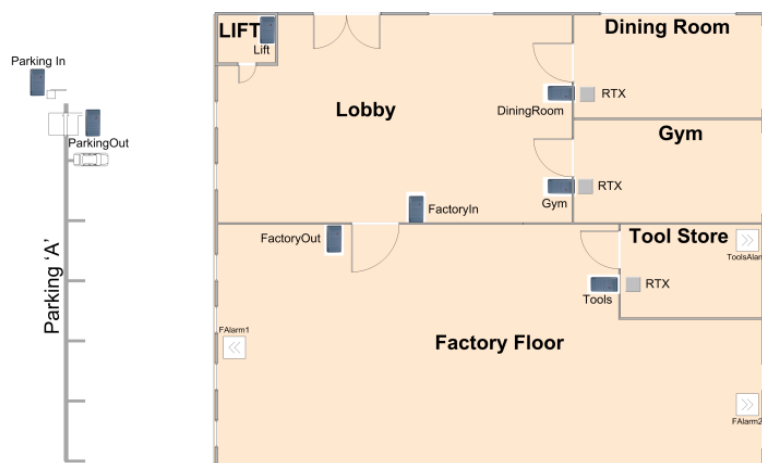 LIFT
Lift
Dining Room
Parking In
RTX
DiningRoom
Lobby
ParkingOut
Gym
RTX
Gym
FactoryIn
FactoryOut
Tool Store
ToolsAlarm
RTX
Tools
Parking ‘A’
FAlarm1
Factory Floor
FAlarm2